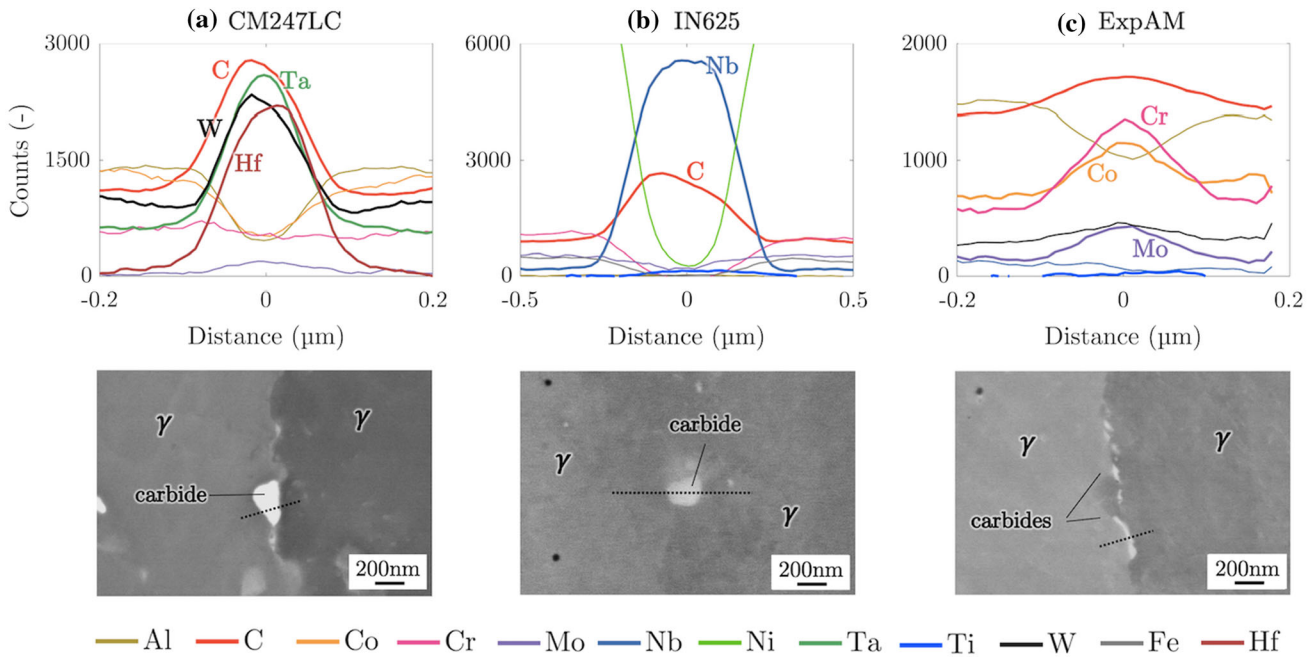 (a) CM247LC
(b) IN625
(c) ExpAM
Counts (-)
3000
1500
0
C
Ta
W
Hf
-0.2
0
0.2
Distance (µm)
6000
3000
0
Nb
C
-0.5
0
0.5
Distance (µm)
2000
1000
0
Cr
Co
Mo
-0.2
0
0.2
Distance (µm)
γ
γ
carbide
200nm
carbide
γ
γ
200nm
γ
γ
carbides
200nm
Al C Co Cr Mo Nb Ni Ta Ti W Fe Hf